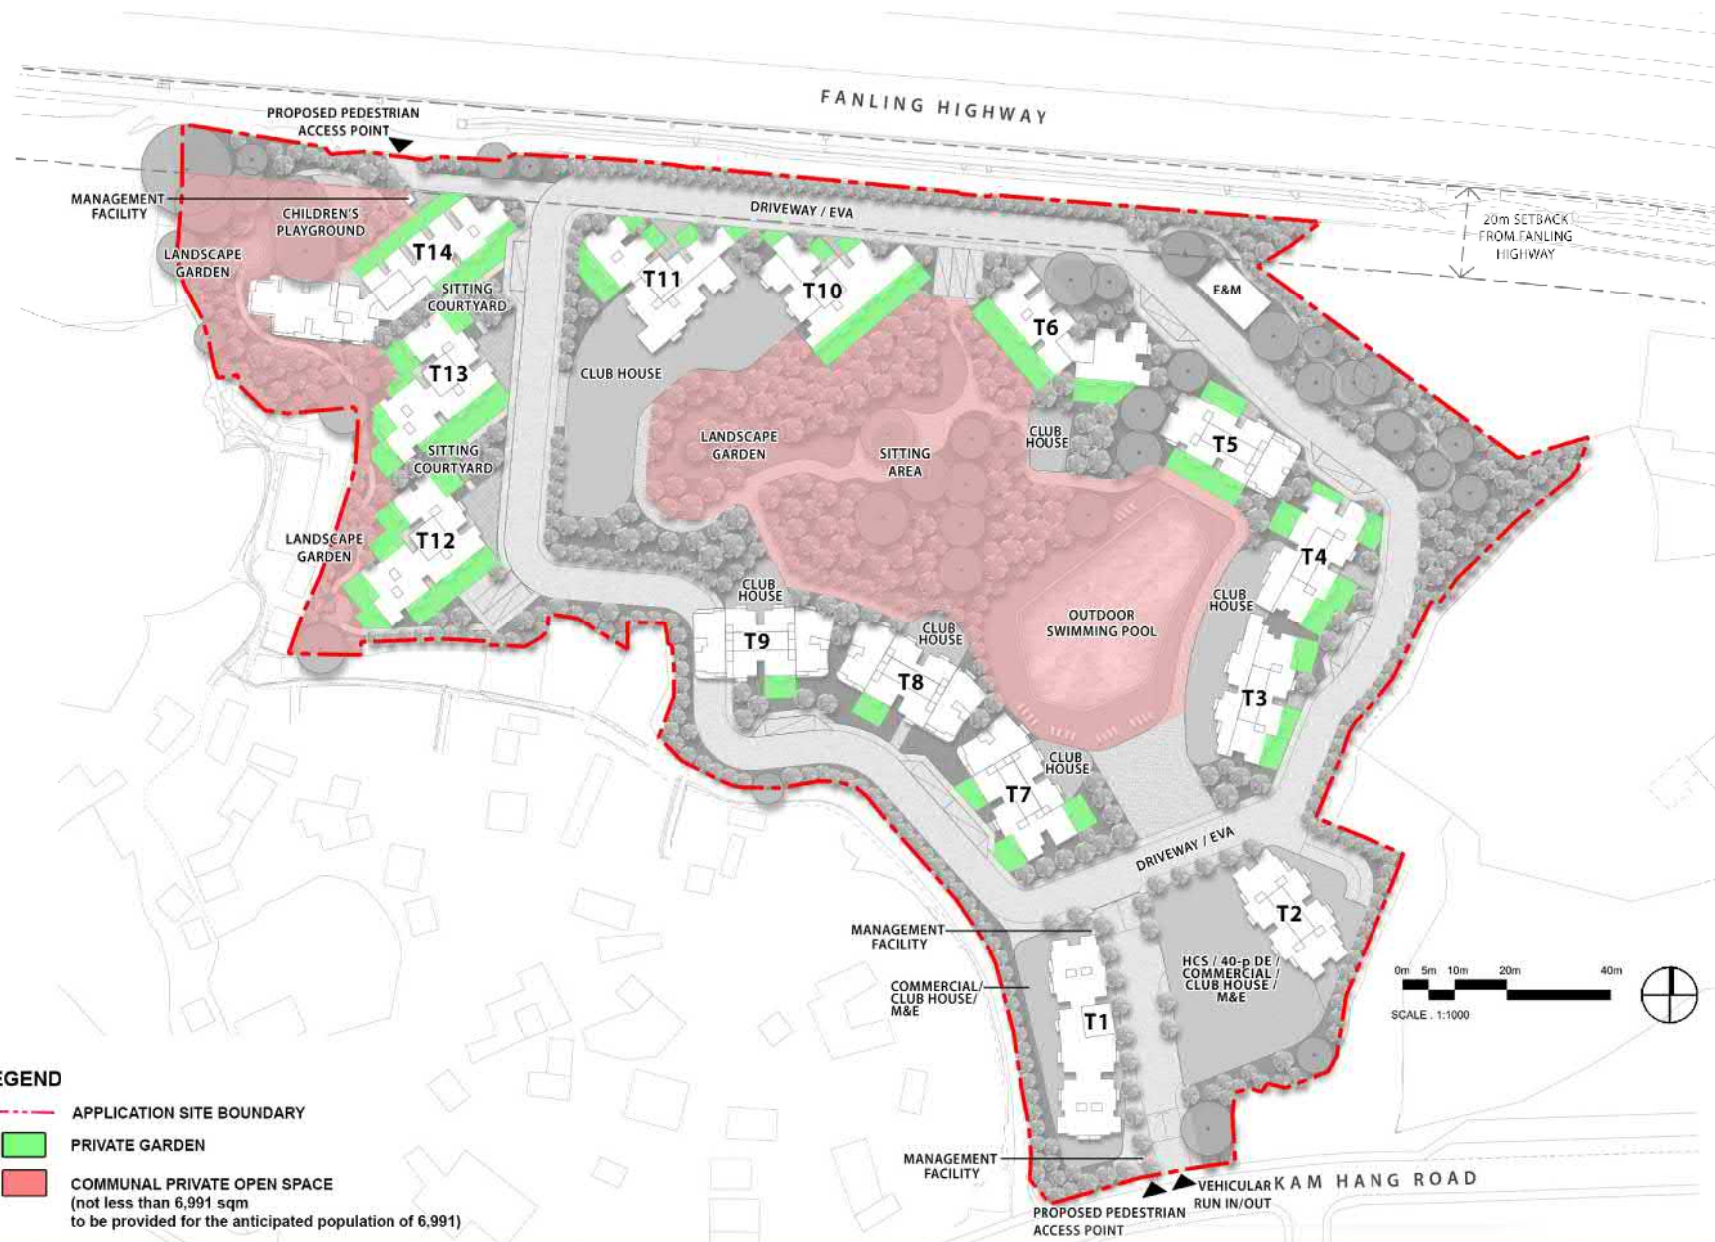 FANLING HIGHWAY
PROPOSED PEDESTRIAN
ACCESS POINT
MANAGEMENT
FACILITY
CHILDREN'S
PLAYGROUND
LANDSCAPE
GARDEN
T14
SITTING
COURTYARD
DRIVEWAY / EVA
20m SETBACK
FROM FANLING
HIGHWAY
T11
T10
T6
E&M
T13
CLUB HOUSE
LANDSCAPE
GARDEN
SITTING
AREA
CLUB
HOUSE
T5
SITTING
COURTYARD
LANDSCAPE
GARDEN
T12
T4
CLUB
HOUSE
CLUB
HOUSE
CLUB
HOUSE
OUTDOOR
SWIMMING POOL
T9
T8
T3
CLUB
HOUSE
T7
DRIVEWAY / EVA
T2
MANAGEMENT
FACILITY
HCS / 40-p DE /
COMMERCIAL /
CLUB HOUSE /
M&E
COMMERCIAL/
CLUB HOUSE/
M&E
T1
0m 5m 10m 20m 40m
SCALE . 1:1000
MANAGEMENT
FACILITY
VEHICULAR
RUN IN/OUT
KAM HANG ROAD
PROPOSED PEDESTRIAN
ACCESS POINT
EGEND
APPLICATION SITE BOUNDARY
PRIVATE GARDEN
COMMUNAL PRIVATE OPEN SPACE
(not less than 6,991 sqm
to be provided for the anticipated population of 6,991)